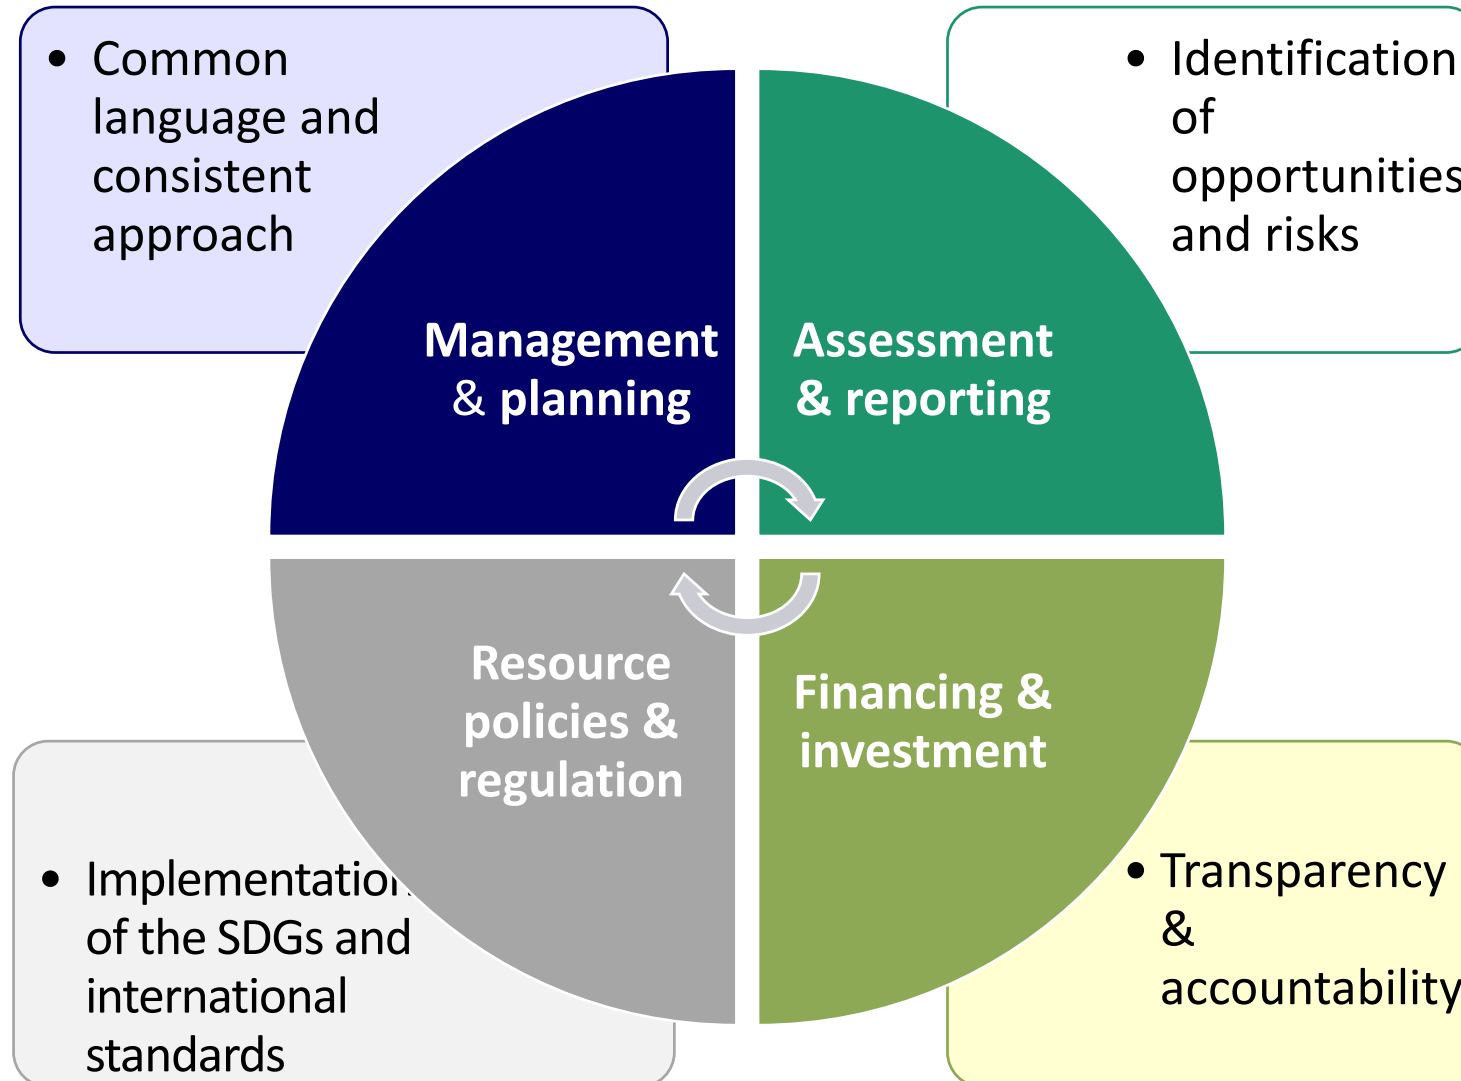 • Common
language and
consistent
approach
• Identification
of
opportunities
and risks
Management
& planning
Assessment
& reporting
Resource
policies &
regulation
Financing &
investment
• Implementation
of the SDGs and
international
standards
• Transparency
&
accountability